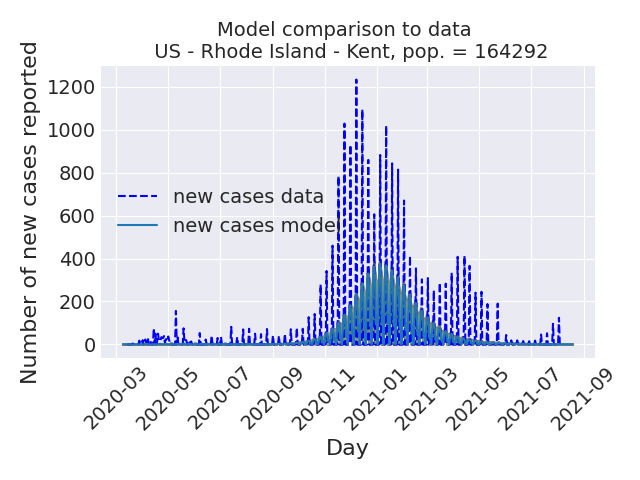 Model comparison to data
US - Rhode Island - Kent, pop. = 164292
Number of new cases reported
1200
1000
800
600
400
200
0
new cases data
new cases model
2020-03
2020-05
2020-07
2020-09
2020-11
2021-01
2021-03
2021-05
2021-07
2021-09
Day